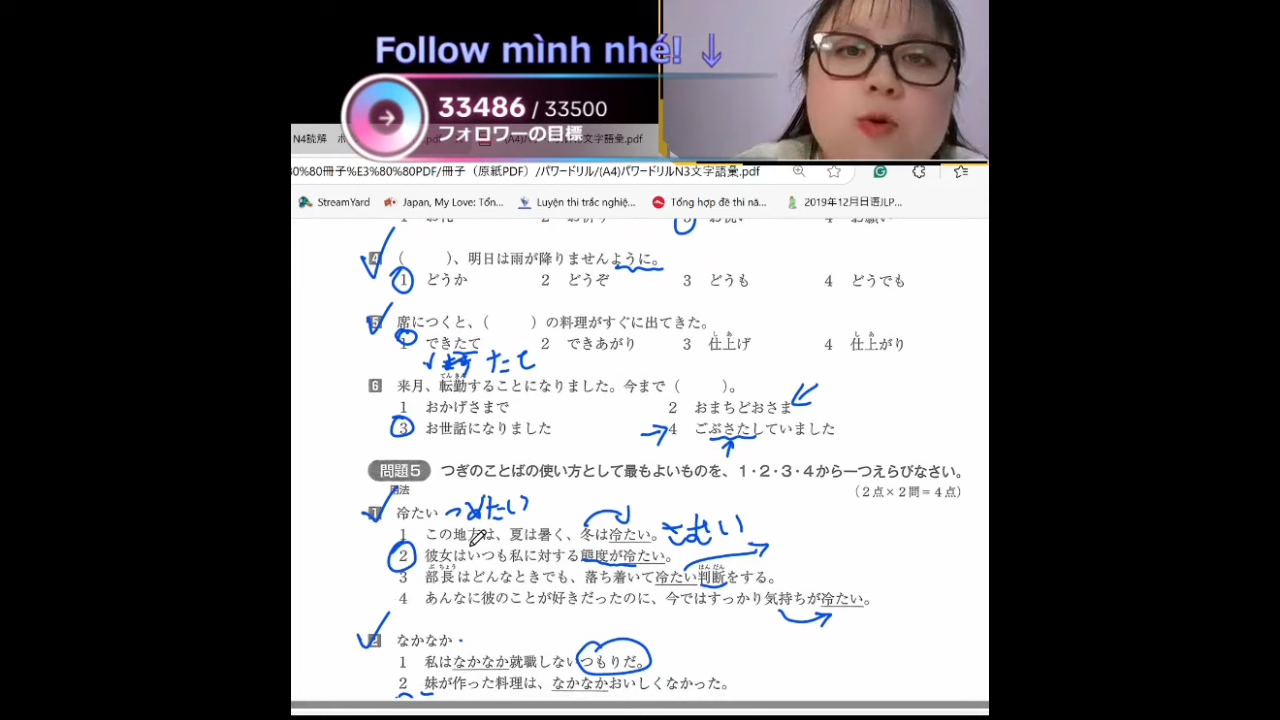 Follow mình nhé! ↓
33486 / 33500
フォロワーの目標
N4読解
文字語彙.pdf
80%80冊子%E3%80%80PDF/冊子（原紙PDF）/パワードリル/(A4)パワードリルN3文字語彙.pdf
StreamYard Japan, My Love: Tổn... Luyện thi trắc nghiệ... Tổng hợp đề thi nă... 2019年12月日语JLP...
4 （ ）、明日は雨が降りませんように。
1 どうか 2 どうぞ 3 どうも 4 どうでも
5 席につくと、（ ）の料理がすぐに出てきた。
1 できたて 2 できあがり 3 仕上げ 4 仕上がり
たて
6 来月、転勤することになりました。今まで（ ）。
1 おかげさまで 2 おまちどおさま
3 お世話になりました 4 ごぶさたしていました
問題5 つぎのことばの使い方として最もよいものを、1・2・3・4から一つえらびなさい。
（2点×2問＝4点）
1 冷たい つめたい
1 この地方は、夏は暑く、冬は冷たい。 さむい
2 彼女はいつも私に対する態度が冷たい。
3 部長はどんなときでも、落ち着いて冷たい判断をする。
4 あんなに彼のことが好きだったのに、今ではすっかり気持ちが冷たい。
2 なかなか
1 私はなかなか就職しないつもりだ。
2 妹が作った料理は、なかなかおいしくなかった。